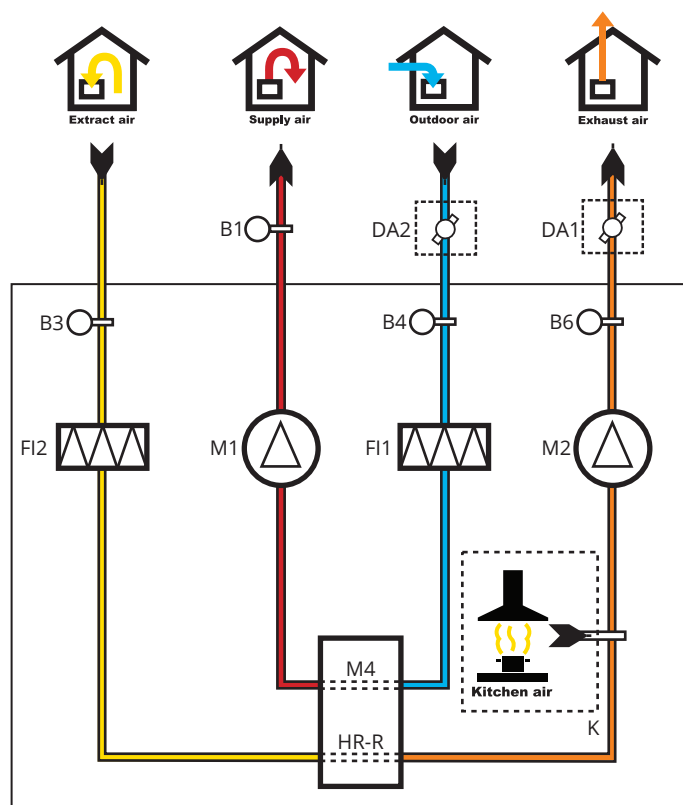 Extract air
Supply air
Outdoor air
Exhaust air
B1
DA2
DA1
B3
B4
B6
FI2
M1
FI1
M2
M4
Kitchen air
K
HR-R